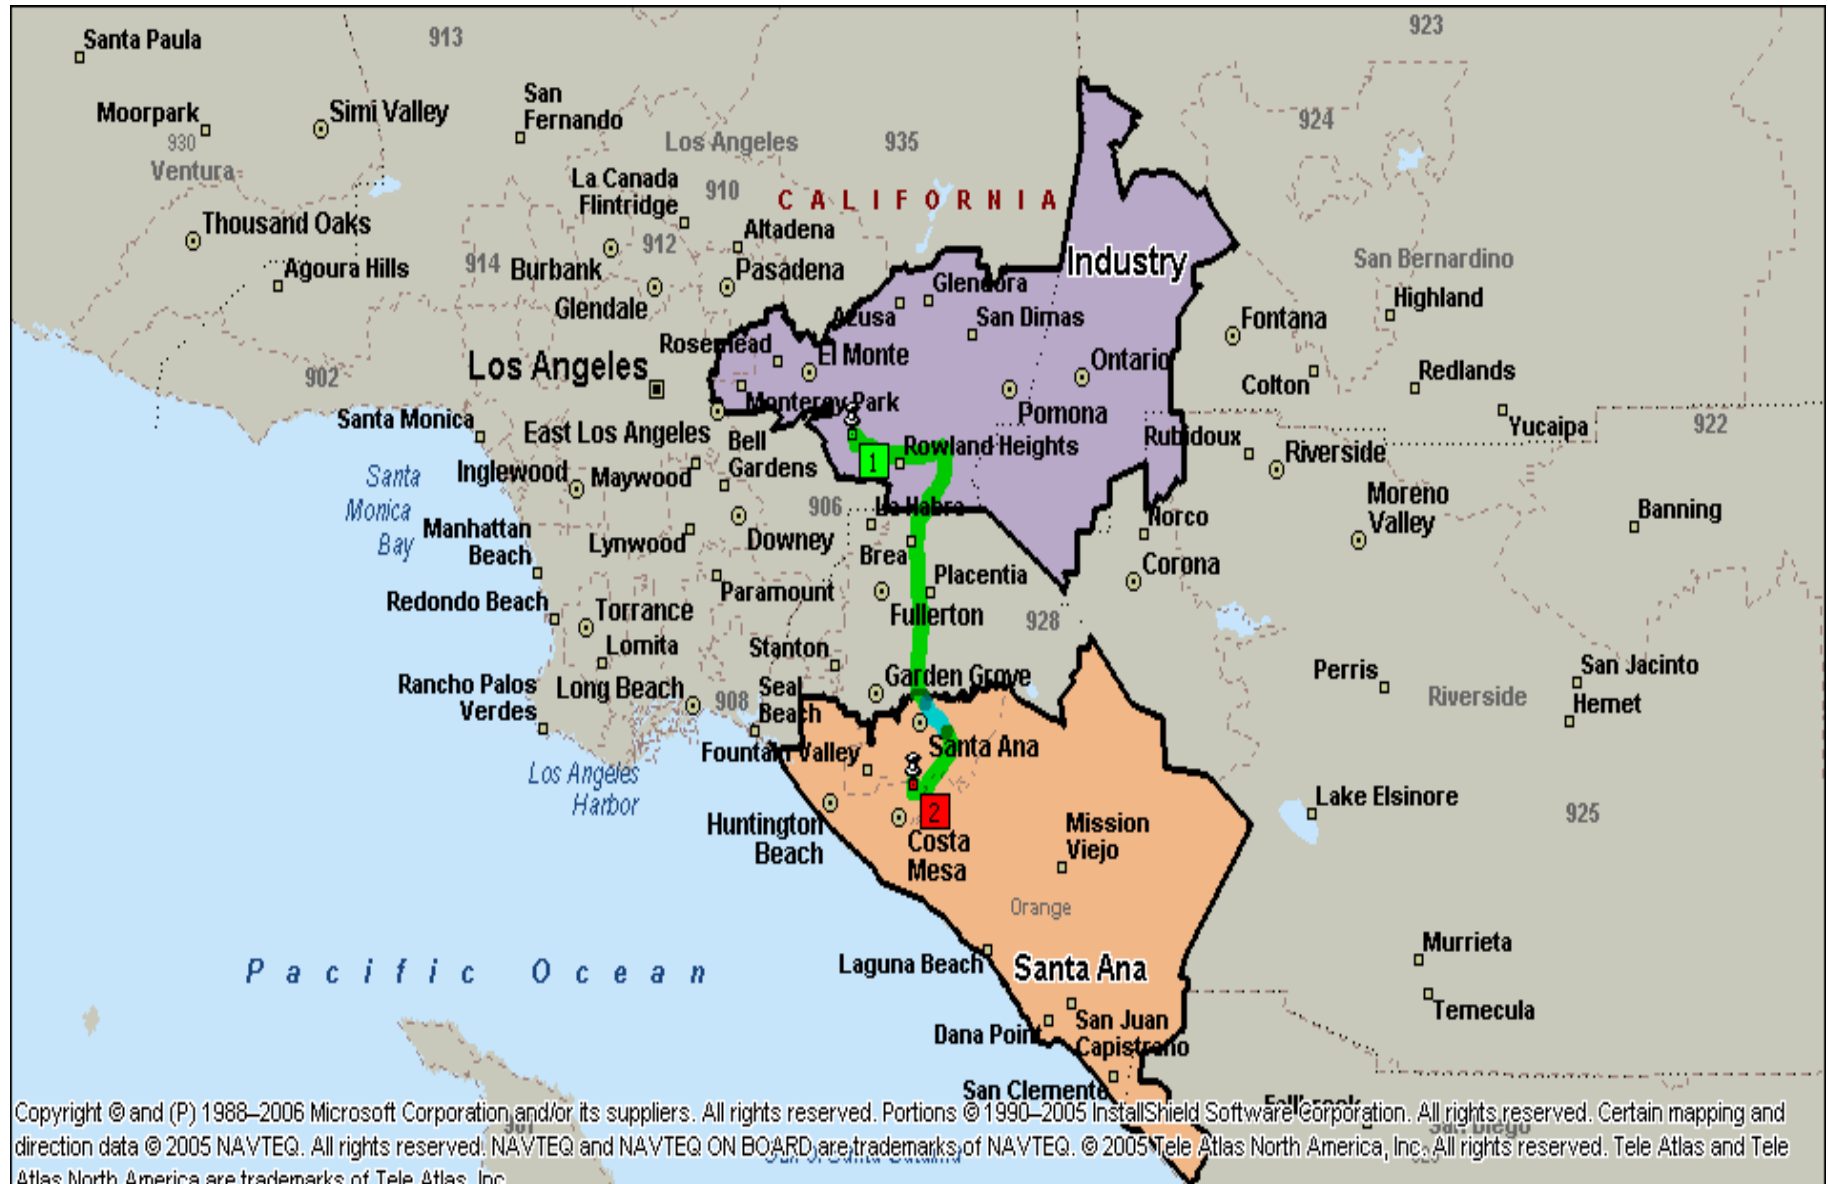 Santa Paula
913
923
Moorpark
930
Ventura
Simi Valley
San
Fernando
Los Angeles
935
924
La Canada
Flintridge
910
CALIFORNIA
Thousand Oaks
Altadena
912
914
Agoura Hills
Burbank
Pasadena
Industry
San Bernardino
Glendale
Glendora
Highland
Azusa
San Dimas
Fontana
Rosemead
El Monte
Los Angeles
902
Ontario
Colton
Redlands
Monterey Park
Pomona
Santa Monica
East Los Angeles
Bell
Gardens
Rowland Heights
Rubidoux
Riverside
Yucaipa
922
1
Inglewood
Maywood
Santa
Monica
Bay
906
La Habra
Moreno
Valley
Banning
Manhattan
Beach
Lynwood
Downey
Norco
Brea
Corona
Placentia
Redondo Beach
Paramount
Torrance
Fullerton
928
Lomita
Stanton
Perris
San Jacinto
Rancho Palos
Verdes
Long Beach
908
Seal
Beach
Garden Grove
Riverside
Hemet
Fountain Valley
Santa Ana
Los Angeles
Harbor
2
Lake Elsinore
925
Huntington
Beach
Costa
Mesa
Mission
Viejo
Orange
Laguna Beach
Santa Ana
Murrieta
Pacific Ocean
Temecula
Dana Point
San Juan
Capistrano
San Clemente
Fallbrook
Copyright © and (P) 1988–2006 Microsoft Corporation and/or its suppliers. All rights reserved. Portions © 1990–2005 InstallShield Software Corporation. All rights reserved. Certain mapping and
901
San Diego
direction data © 2005 NAVTEQ. All rights reserved. NAVTEQ and NAVTEQ ON BOARD are trademarks of NAVTEQ. © 2005 Tele Atlas North America, Inc. All rights reserved. Tele Atlas and Tele
Gulf of Santa Catalina
Atlas North America are trademarks of Tele Atlas, Inc.